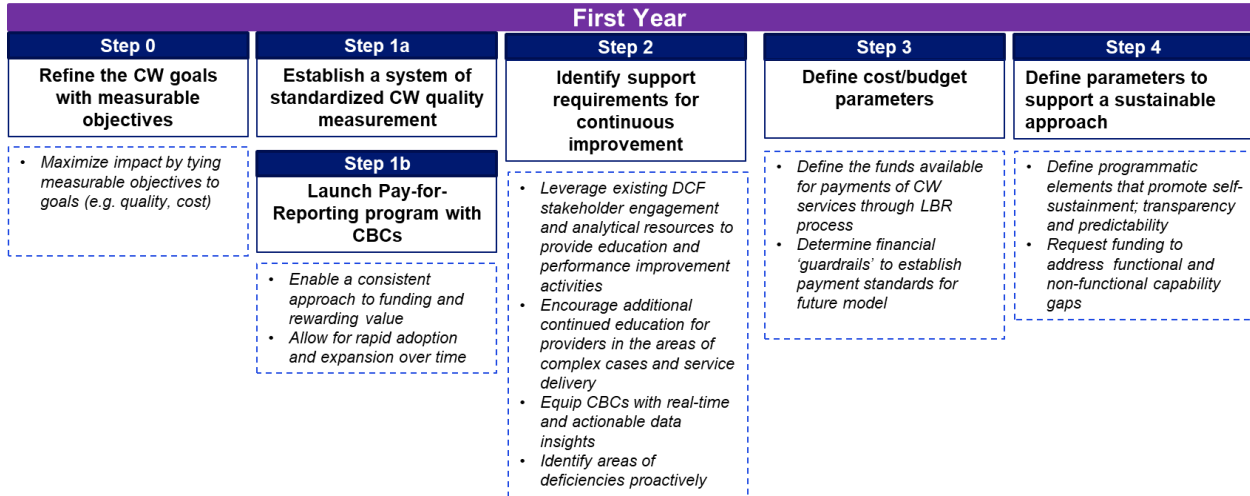 First Year
Step 0
Refine the CW goals
with measurable
objectives
• Maximize impact by tying
measurable objectives to
goals (e.g. quality, cost)
Step 1a
Establish a system of
standardized CW quality
measurement
Step 1b
Launch Pay-for-
Reporting program with
CBCs
• Enable a consistent
approach to funding and
rewarding value
• Allow for rapid adoption
and expansion over time
Step 2
Identify support
requirements for
continuous
improvement
• Leverage existing DCF
stakeholder engagement
and analytical resources to
provide education and
performance improvement
activities
• Encourage additional
continued education for
providers in the areas of
complex cases and service
delivery
• Equip CBCs with real-time
and actionable data
insights
• Identify areas of
deficiencies proactively
Step 3
Define cost/budget
parameters
• Define the funds available
for payments of CW
services through LBR
process
• Determine financial
‘guardrails’ to establish
payment standards for
future model
Step 4
Define parameters to
support a sustainable
approach
• Define programmatic
elements that promote self-
sustainment; transparency
and predictability
• Request funding to
address functional and
non-functional capability
gaps